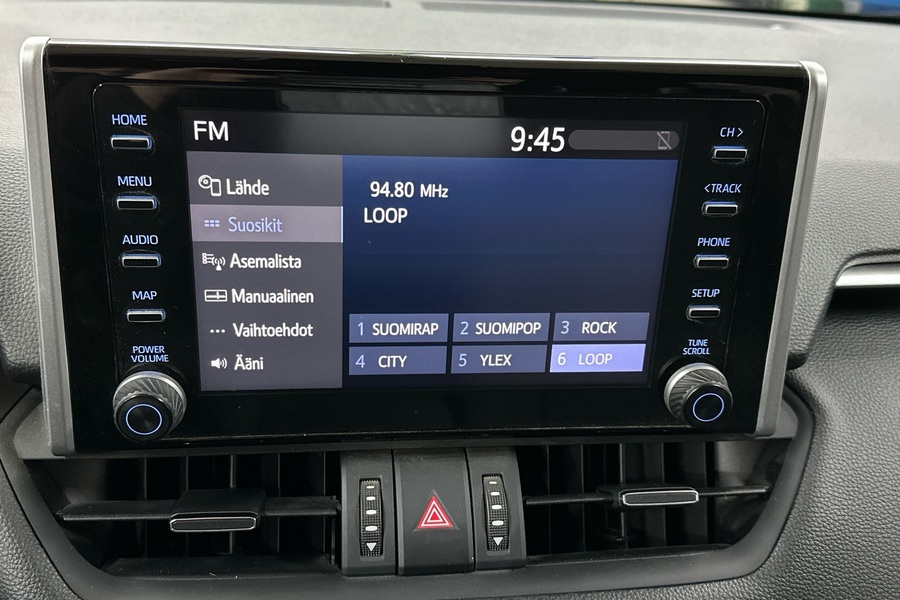 HOME
MENU
AUDIO
MAP
POWER
VOLUME
FM
9:45
Lähde
Suosikit
Asemalista
Manuaalinen
Vaihtoehdot
Ääni
94.80 MHz
LOOP
1 SUOMIRAP
2 SUOMIPOP
3 ROCK
4 CITY
5 YLEX
6 LOOP
CH >
< TRACK
PHONE
SETUP
TUNE
SCROLL